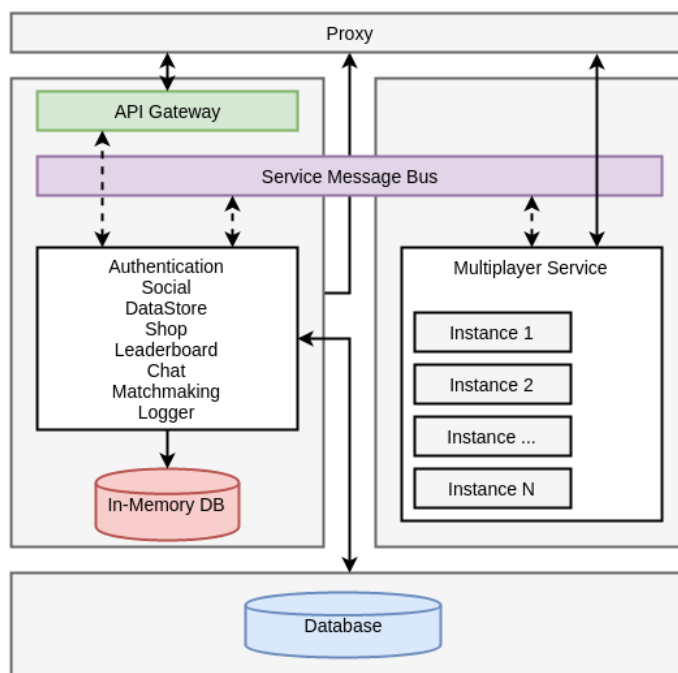 Proxy
API Gateway
Service Message Bus
Authentication
Social
DataStore
Shop
Leaderboard
Chat
Matchmaking
Logger
In-Memory DB
Multiplayer Service
Instance 1
Instance 2
Instance ...
Instance N
Database